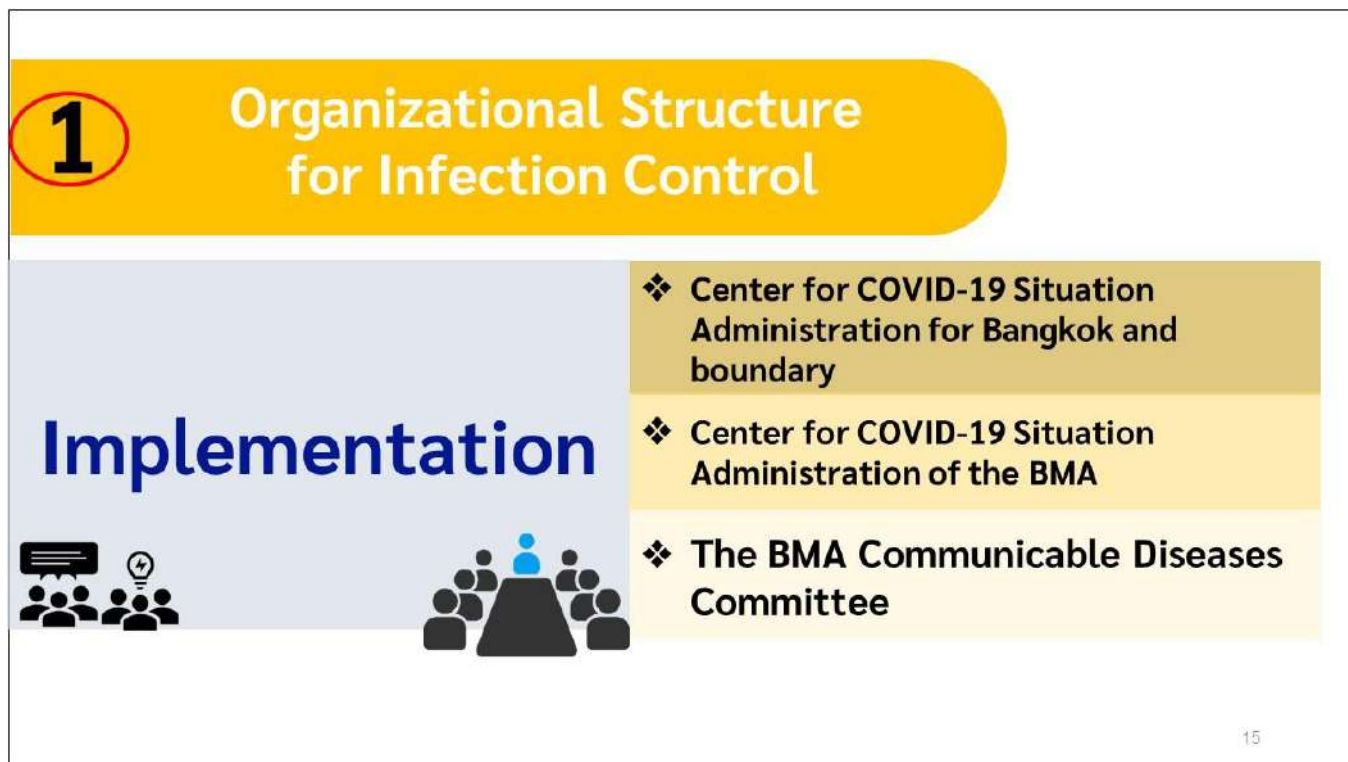 1
Organizational Structure
for Infection Control
Implementation
❖ Center for COVID-19 Situation
Administration for Bangkok and
boundary
❖ Center for COVID-19 Situation
Administration of the BMA
❖ The BMA Communicable Diseases
Committee
15